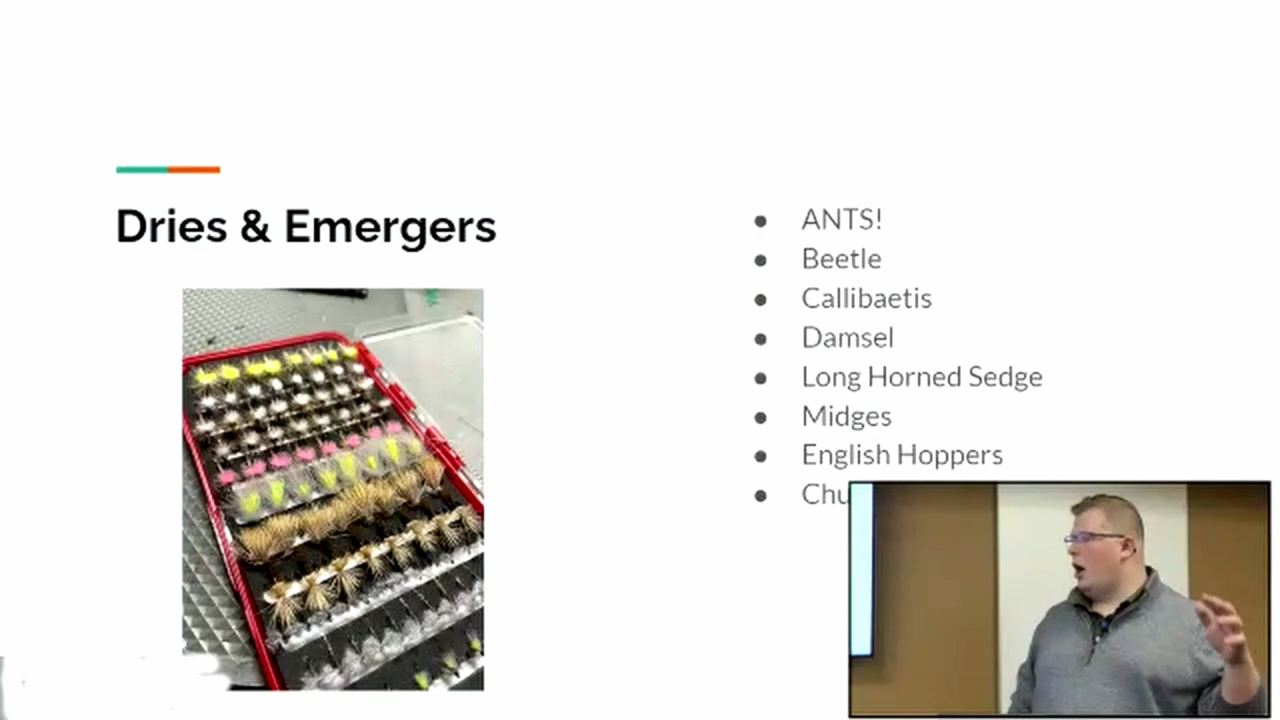 Dries & Emergers
ANTS!
Beetle
Callibaetis
Damsel
Long Horned Sedge
Midges
English Hoppers